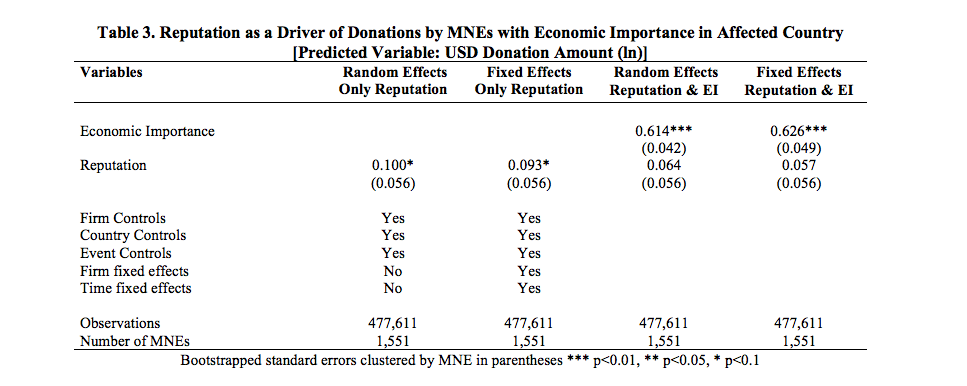 Table 3. Reputation as a Driver of Donations by MNEs with Economic Importance in Affected Country
[Predicted Variable: USD Donation Amount (ln)]
Variables Random Effects Fixed Effects Random Effects Fixed Effects
Only Reputation Only Reputation Reputation & EI Reputation & EI
Economic Importance 0.614*** 0.626***
(0.042) (0.049)
Reputation 0.100* 0.093* 0.064 0.057
(0.056) (0.056) (0.056) (0.056)
Firm Controls Yes Yes
Country Controls Yes Yes
Event Controls Yes Yes
Firm fixed effects No Yes
Time fixed effects No Yes
Observations 477,611 477,611 477,611 477,611
Number of MNEs 1,551 1,551 1,551 1,551
Bootstrapped standard errors clustered by MNE in parentheses *** p<0.01, ** p<0.05, * p<0.1